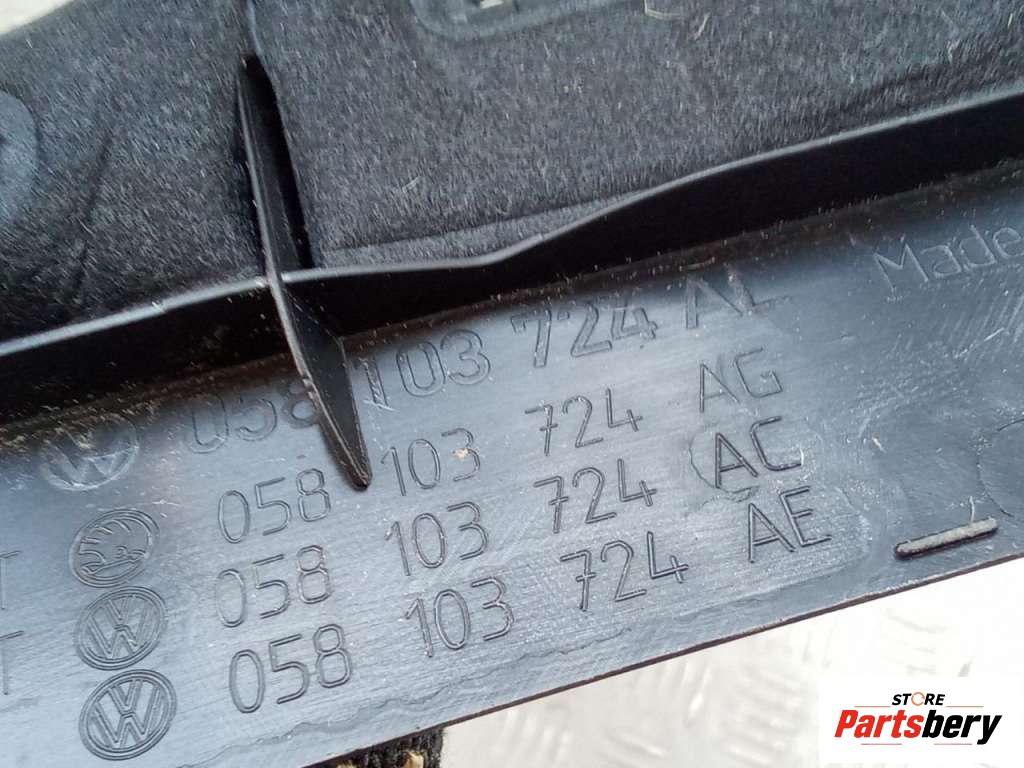 058 103 724 AL
Made
058 103 724 AG
058 103 724 AC
058 103 724 AE
STORE
Partsbery